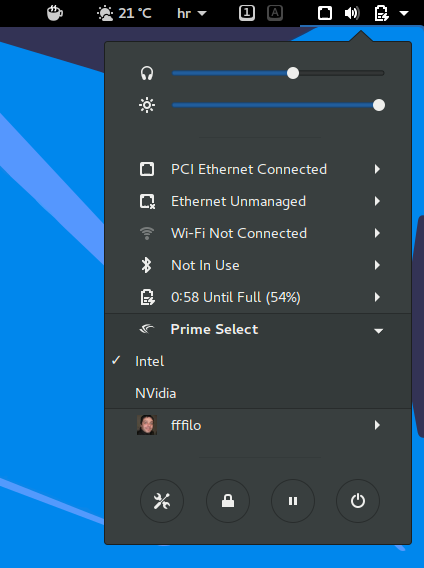 21 °C hr 1 A
PCI Ethernet Connected
Ethernet Unmanaged
Wi-Fi Not Connected
Not In Use
0:58 Until Full (54%)
Prime Select
Intel
NVidia
fffilo